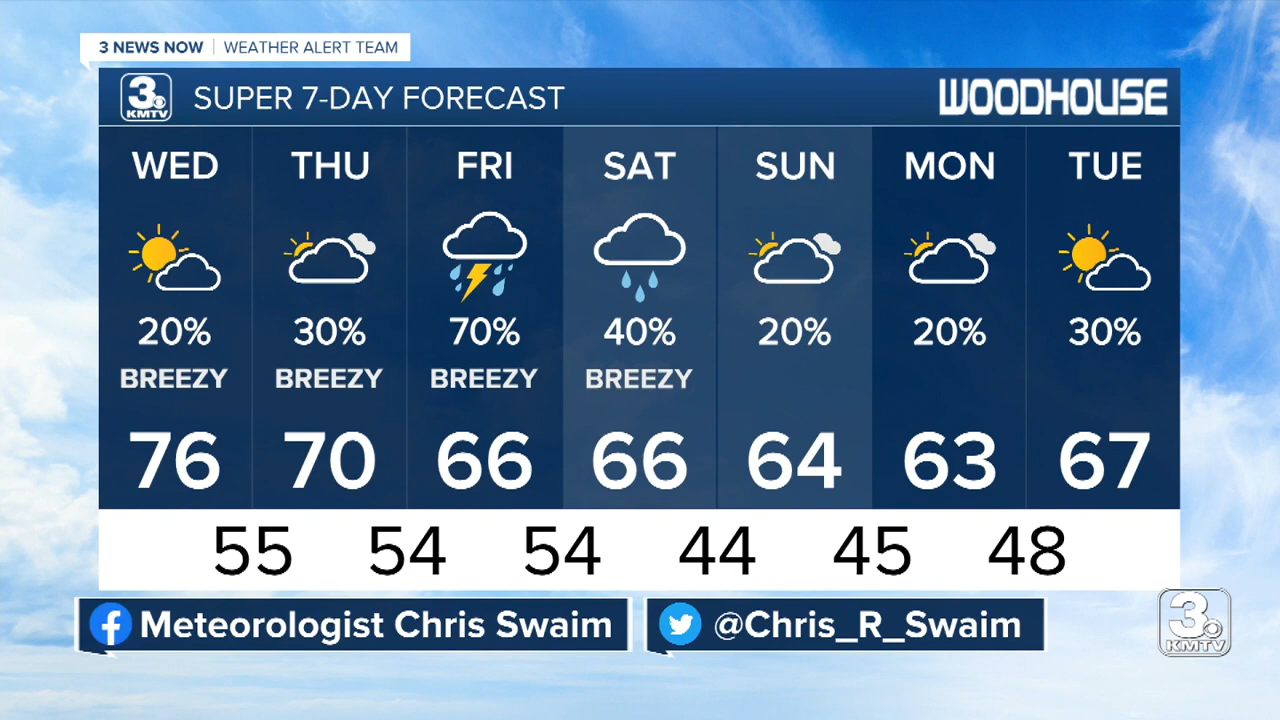 3 NEWS NOW | WEATHER ALERT TEAM
3 KMTV SUPER 7-DAY FORECAST WOODHOUSE
WED THU FRI SAT SUN MON TUE
20% 30% 70% 40% 20% 20% 30%
BREEZY BREEZY BREEZY BREEZY
76 70 66 66 64 63 67
55 54 54 44 45 48
Meteorologist Chris Swaim @Chris_R_Swaim
3 KMTV